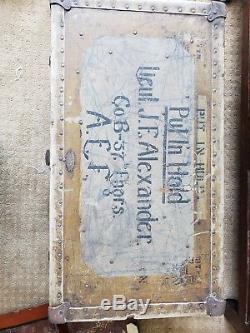 PUT IN HOLD
Put In Hold
Lieut. J.E. Alexander
Co B-37" Engrs.
A E F